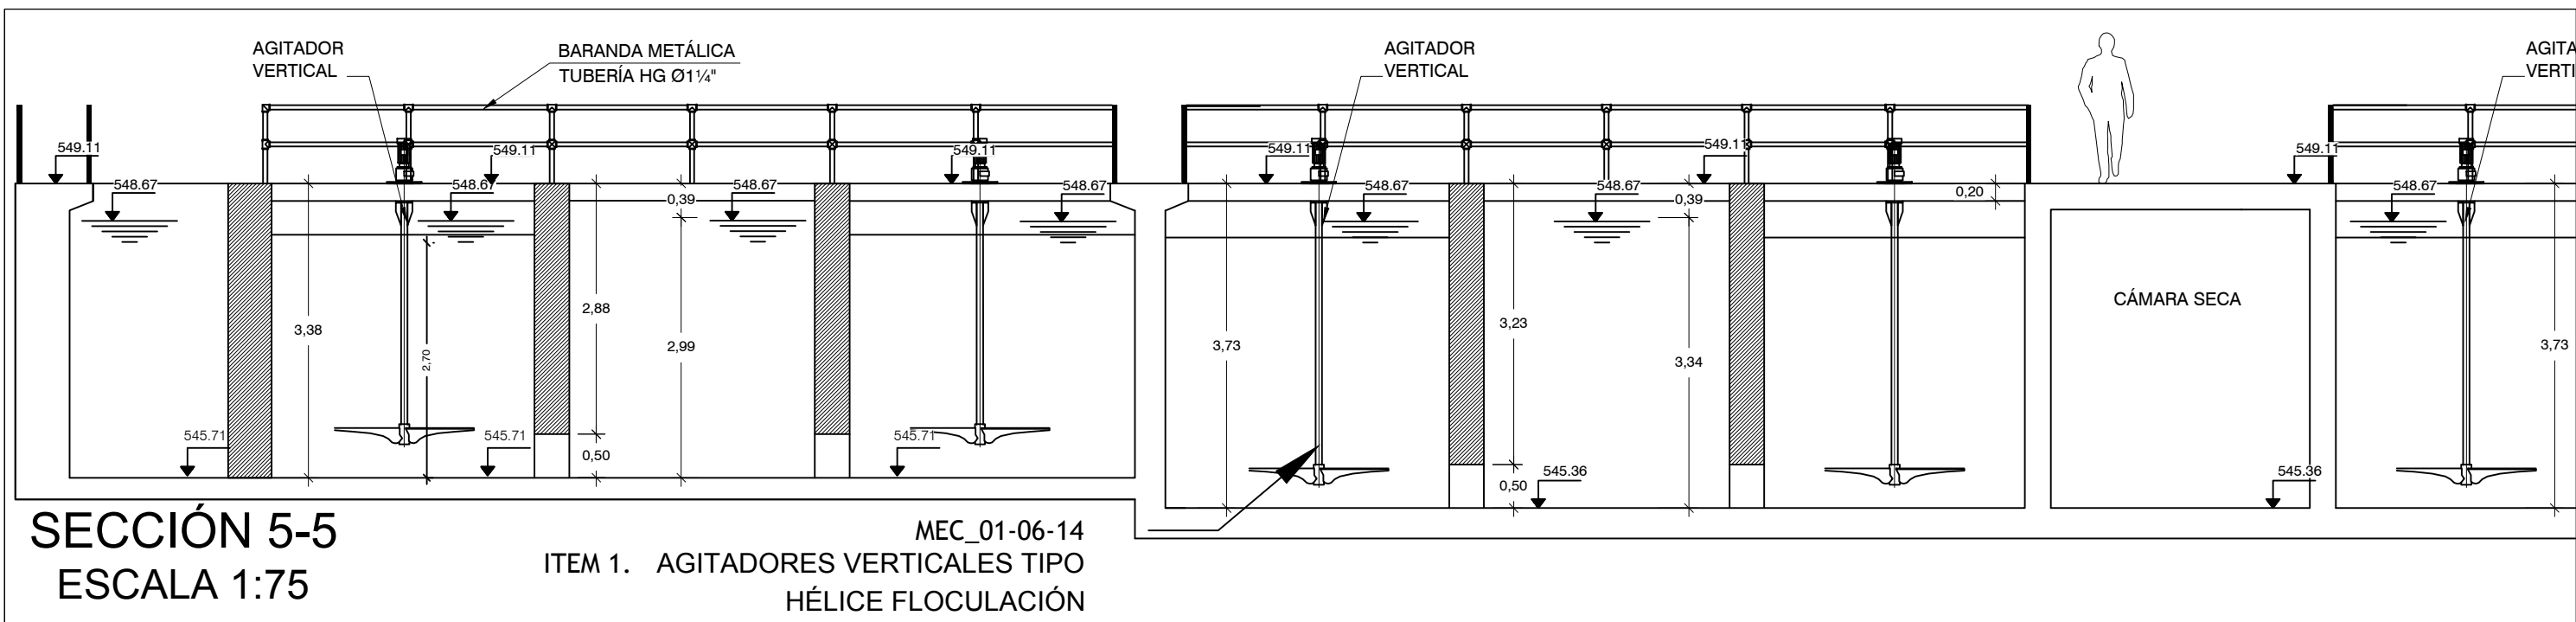 AGITADOR
VERTICAL
BARANDA METÁLICA
TUBERÍA HG Ø1¼"
AGITADOR
VERTICAL
AGITA
VERTI
549.11
549.11
549.11
549.11
549.11
549.11
548.67
548.67
548.67
548.67
548.67
548.67
548.67
0,39
0,39
0,20
2,88
3,38
2,70
2,99
3,73
3,23
3,34
3,73
CÁMARA SECA
545.71
545.71
545.71
0,50
0,50
545.36
545.36
SECCIÓN 5-5
ESCALA 1:75
MEC_01-06-14
ITEM 1. AGITADORES VERTICALES TIPO
HÉLICE FLOCULACIÓN